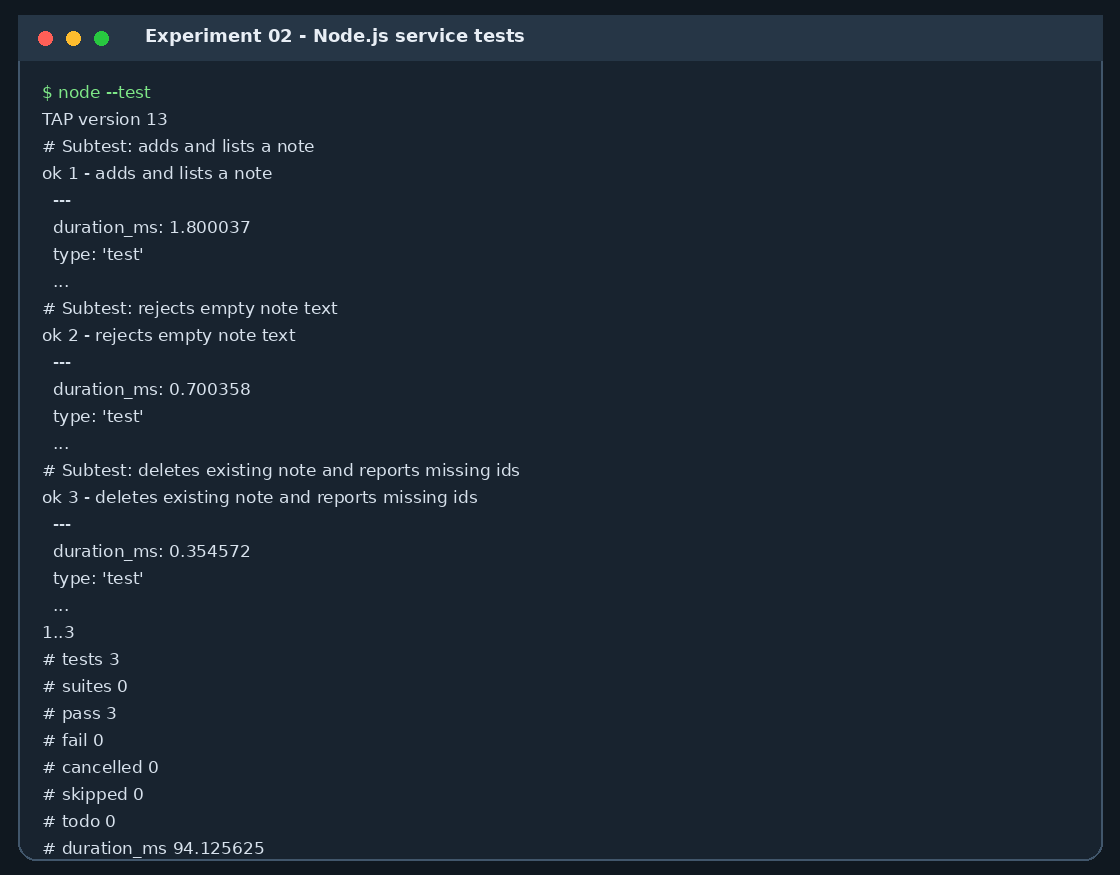 Experiment 02 - Node.js service tests
$ node --test
TAP version 13
# Subtest: adds and lists a note
ok 1 - adds and lists a note
  ---
  duration_ms: 1.800037
  type: 'test'
  ...
# Subtest: rejects empty note text
ok 2 - rejects empty note text
  ---
  duration_ms: 0.700358
  type: 'test'
  ...
# Subtest: deletes existing note and reports missing ids
ok 3 - deletes existing note and reports missing ids
  ---
  duration_ms: 0.354572
  type: 'test'
  ...
1..3
# tests 3
# suites 0
# pass 3
# fail 0
# cancelled 0
# skipped 0
# todo 0
# duration_ms 94.125625